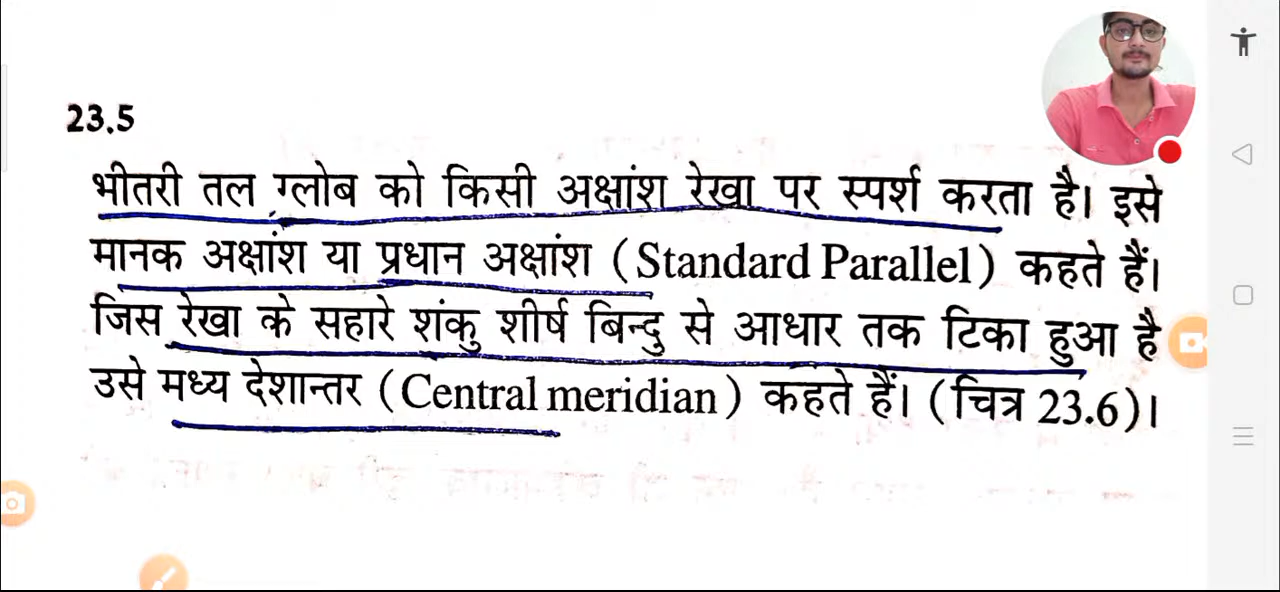 23.5
भीतरी तल ग्लोब को किसी अक्षांश रेखा पर स्पर्श करता है। इसे
मानक अक्षांश या प्रधान अक्षांश (Standard Parallel) कहते हैं।
जिस रेखा के सहारे शंकु शीर्ष बिन्दु से आधार तक टिका हुआ है
उसे मध्य देशान्तर (Central meridian) कहते हैं। (चित्र 23.6)।